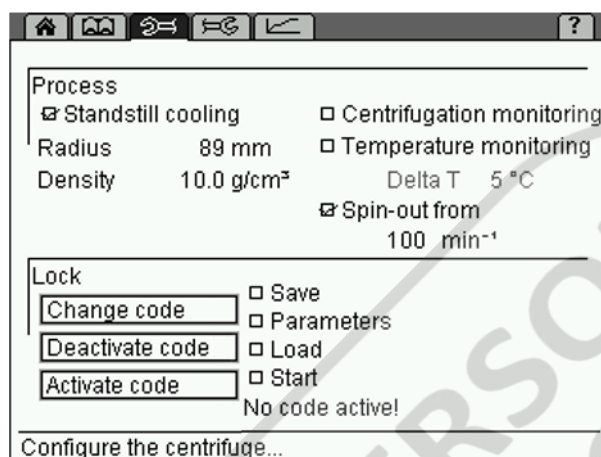 ?
Process
Standstill cooling
Centrifugation monitoring
Radius 89 mm
Temperature monitoring
Density 10.0 g/cm³
Delta T 5 °C
Spin-out from
100 min⁻¹
Lock
Change code
Save
Parameters
Deactivate code
Load
Activate code
Start
No code active!
Configure the centrifuge...